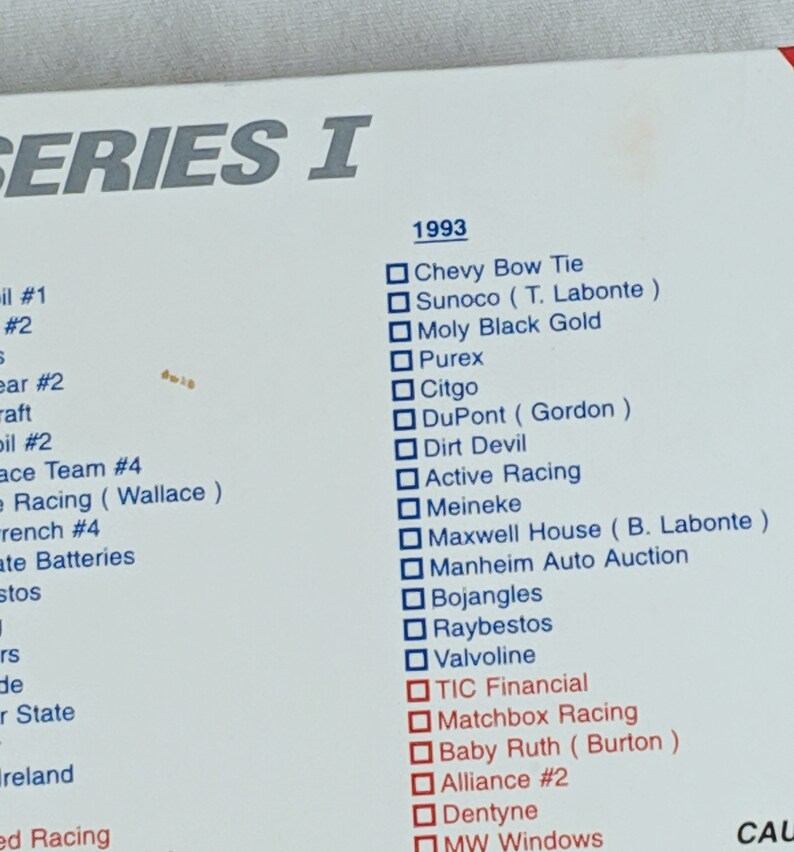 SERIES I
il #1
#2
s
ear #2
raft
oil #2
ace Team #4
e Racing ( Wallace )
rench #4
ate Batteries
stos
rs
de
r State
Ireland
ed Racing
1993
Chevy Bow Tie
Sunoco ( T. Labonte )
Moly Black Gold
Purex
Citgo
DuPont ( Gordon )
Dirt Devil
Active Racing
Meineke
Maxwell House ( B. Labonte )
Manheim Auto Auction
Bojangles
Raybestos
Valvoline
TIC Financial
Matchbox Racing
Baby Ruth ( Burton )
Alliance #2
Dentyne
MW Windows
CAU